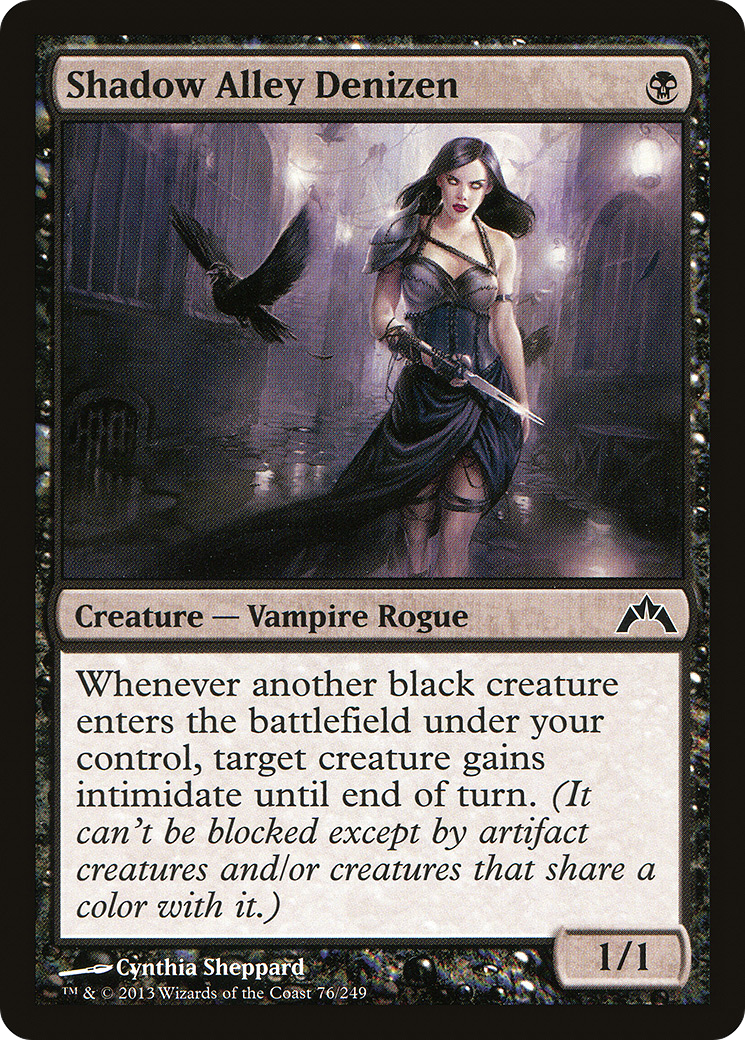 Shadow Alley Denizen
Creature — Vampire Rogue
Whenever another black creature
enters the battlefield under your
control, target creature gains
intimidate until end of turn. (It
can't be blocked except by artifact
creatures and/or creatures that share a
color with it.)
1/1
Cynthia Sheppard
™ & © 2013 Wizards of the Coast 76/249